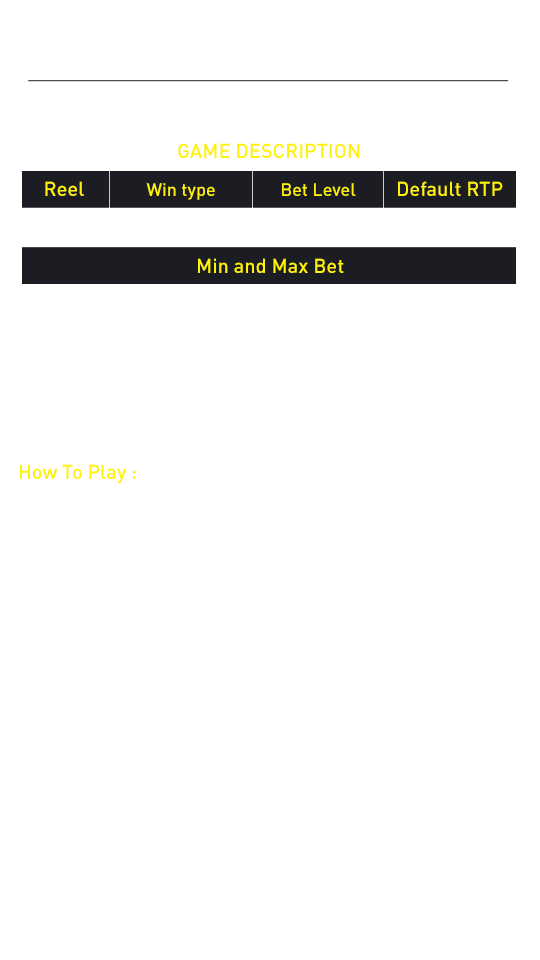 GAME DESCRIPTION
Reel Win type Bet Level Default RTP
Min and Max Bet
How To Play :